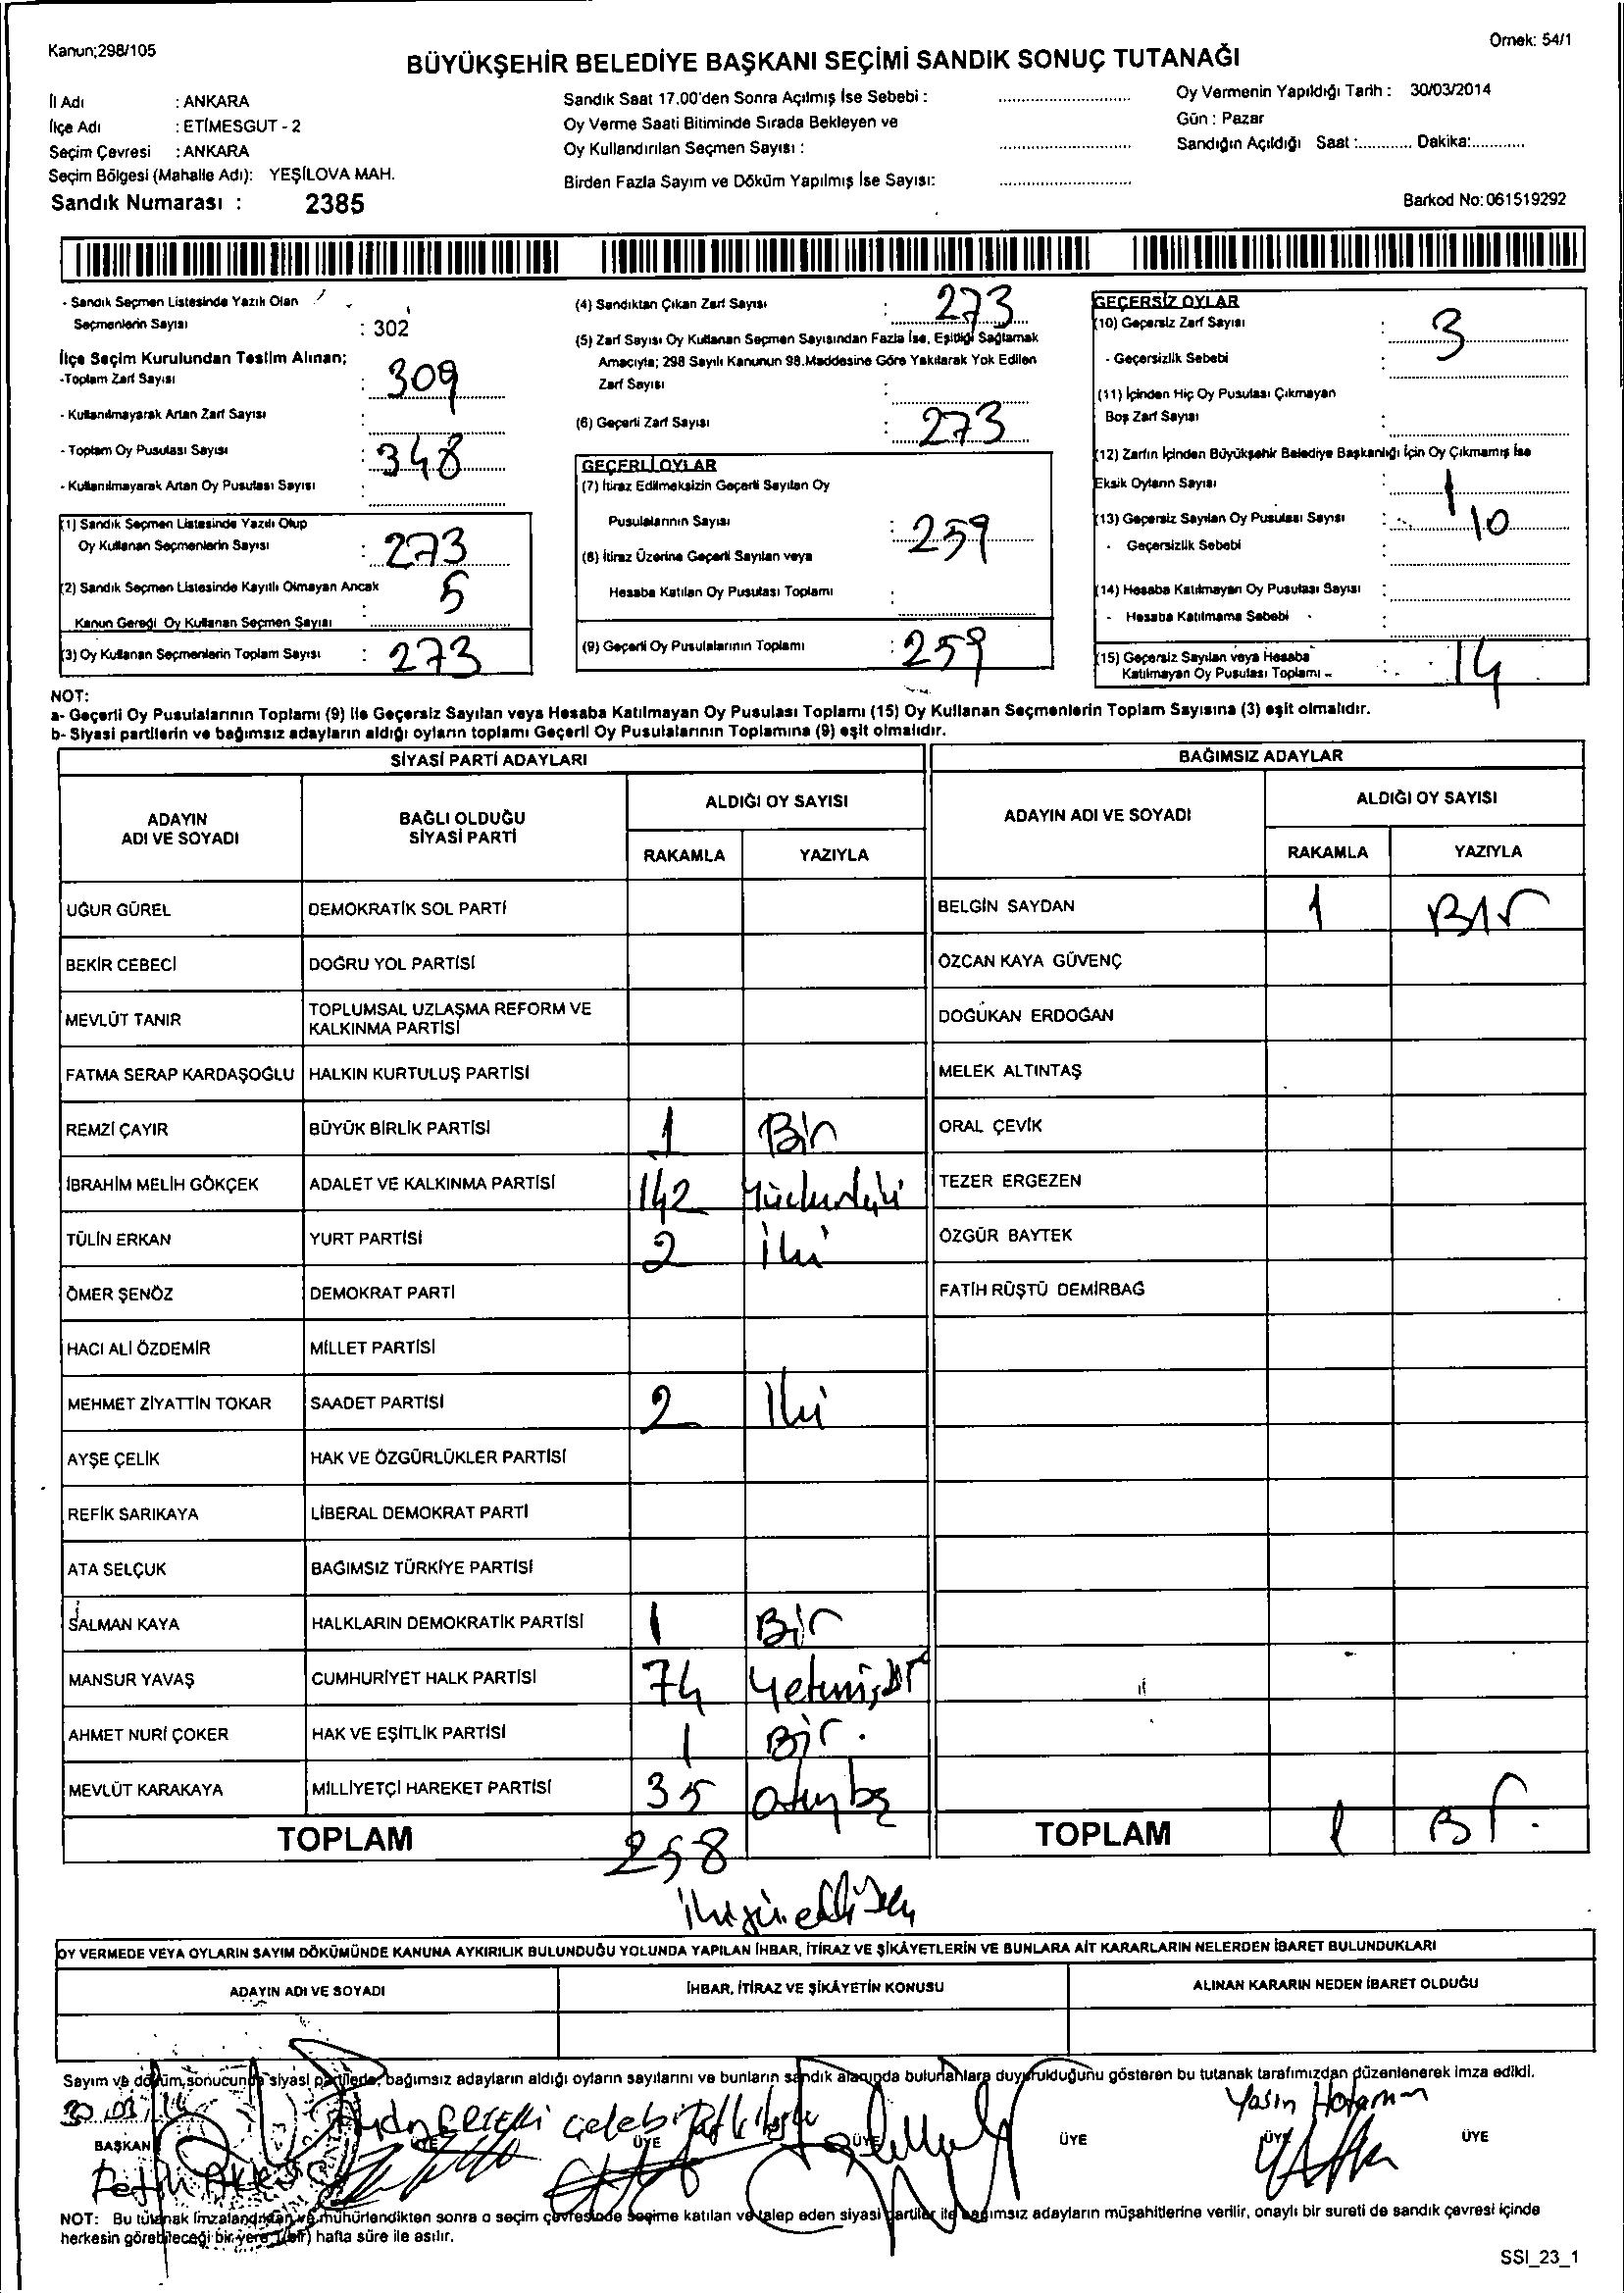 Kanun;298/105
Örnek: 54/1
BÜYÜKŞEHİR BELEDİYE BAŞKANI SEÇİMİ SANDIK SONUÇ TUTANAĞI
İl Adı : ANKARA
İlçe Adı : ETİMESGUT - 2
Seçim Çevresi : ANKARA
Seçim Bölgesi (Mahalle Adı): YEŞİLOVA MAH.
Sandık Numarası : 2385
Sandık Saat 17.00'den Sonra Açılmış İse Sebebi :
Oy Verme Saati Bitiminde Sırada Bekleyen ve
Oy Kullandırılan Seçmen Sayısı :
Birden Fazla Sayım ve Döküm Yapılmış İse Sayısı:
Oy Vermenin Yapıldığı Tarih : 30/03/2014
Gün : Pazar
Sandığın Açıldığı Saat :............ Dakika:............
Barkod No:061519292
- Sandık Seçmen Listesinde Yazılı Olan
Seçmenlerin Sayısı : 302
İlçe Seçim Kurulundan Teslim Alınan;
-Toplam Zarf Sayısı : 309
- Kullanılmayarak Artan Zarf Sayısı :
- Toplam Oy Pusulası Sayısı : 348
- Kullanılmayarak Artan Oy Pusulası Sayısı :
(1) Sandık Seçmen Listesinde Yazılı Olup
Oy Kullanan Seçmenlerin Sayısı : 273
(2) Sandık Seçmen Listesinde Kayıtlı Olmayan Ancak
Kanun Gereği Oy Kullanan Seçmen Sayısı : 5
(3) Oy Kullanan Seçmenlerin Toplam Sayısı : 273
(4) Sandıktan Çıkan Zarf Sayısı : 273
(5) Zarf Sayısı Oy Kullanan Seçmen Sayısından Fazla İse, Eşitliği Sağlamak
Amacıyla; 298 Sayılı Kanunun 98.Maddesine Göre Yakılarak Yok Edilen
Zarf Sayısı :
(6) Geçerli Zarf Sayısı : 273
GEÇERLİ OYLAR
(7) İtiraz Edilmeksizin Geçerli Sayılan Oy
Pusulalarının Sayısı : 259
(8) İtiraz Üzerine Geçerli Sayılan veya
Hesaba Katılan Oy Pusulası Toplamı :
(9) Geçerli Oy Pusulalarının Toplamı : 259
GEÇERSİZ OYLAR
(10) Geçersiz Zarf Sayısı : 3
- Geçersizlik Sebebi :
(11) İçinden Hiç Oy Pusulası Çıkmayan
Boş Zarf Sayısı :
(12) Zarfın İçinden Büyükşehir Belediye Başkanlığı İçin Oy Çıkmamış İse
Eksik Oyların Sayısı : 1
(13) Geçersiz Sayılan Oy Pusulası Sayısı : 10
- Geçersizlik Sebebi :
(14) Hesaba Katılmayan Oy Pusulası Sayısı :
- Hesaba Katılmama Sebebi :
(15) Geçersiz Sayılan veya Hesaba
Katılmayan Oy Pusulası Toplamı : 14
NOT:
a- Geçerli Oy Pusulalarının Toplamı (9) ile Geçersiz Sayılan veya Hesaba Katılmayan Oy Pusulası Toplamı (15) Oy Kullanan Seçmenlerin Toplam Sayısına (3) eşit olmalıdır.
b- Siyasi partilerin ve bağımsız adayların aldığı oyların toplamı Geçerli Oy Pusulalarının Toplamına (9) eşit olmalıdır.
SİYASİ PARTİ ADAYLARI
ADAYIN ADI VE SOYADI
BAĞLI OLDUĞU SİYASİ PARTİ
ALDIĞI OY SAYISI
RAKAMLA YAZIYLA
UĞUR GÜREL DEMOKRATİK SOL PARTİ
BEKİR CEBECİ DOĞRU YOL PARTİSİ
MEVLÜT TANIR TOPLUMSAL UZLAŞMA REFORM VE KALKINMA PARTİSİ
FATMA SERAP KARDAŞOĞLU HALKIN KURTULUŞ PARTİSİ
REMZİ ÇAYIR BÜYÜK BİRLİK PARTİSİ 1 Bir
İBRAHİM MELİH GÖKÇEK ADALET VE KALKINMA PARTİSİ 142
TÜLİN ERKAN YURT PARTİSİ 2 iki
ÖMER ŞENÖZ DEMOKRAT PARTİ
HACI ALİ ÖZDEMİR MİLLET PARTİSİ
MEHMET ZİYATTİN TOKAR SAADET PARTİSİ 2 iki
AYŞE ÇELİK HAK VE ÖZGÜRLÜKLER PARTİSİ
REFİK SARIKAYA LİBERAL DEMOKRAT PARTİ
ATA SELÇUK BAĞIMSIZ TÜRKİYE PARTİSİ
SALMAN KAYA HALKLARIN DEMOKRATİK PARTİSİ 1 Bir
MANSUR YAVAŞ CUMHURİYET HALK PARTİSİ 74 Yetmişdört
AHMET NURİ ÇOKER HAK VE EŞİTLİK PARTİSİ 1 Bir.
MEVLÜT KARAKAYA MİLLİYETÇİ HAREKET PARTİSİ 35 otuzbeş
TOPLAM 258
ikiyüzellisekiz
BAĞIMSIZ ADAYLAR
ADAYIN ADI VE SOYADI
ALDIĞI OY SAYISI
RAKAMLA YAZIYLA
BELGİN SAYDAN 1 BİR
ÖZCAN KAYA GÜVENÇ
DOĞUKAN ERDOĞAN
MELEK ALTINTAŞ
ORAL ÇEVİK
TEZER ERGEZEN
ÖZGÜR BAYTEK
FATİH RÜŞTÜ DEMİRBAĞ
TOPLAM 1 Bir.
OY VERMEDE VEYA OYLARIN SAYIM DÖKÜMÜNDE KANUNA AYKIRILIK BULUNDUĞU YOLUNDA YAPILAN İHBAR, İTİRAZ VE ŞİKÂYETLERİN VE BUNLARA AİT KARARLARIN NELERDEN İBARET BULUNDUKLARI
ADAYIN ADI VE SOYADI İHBAR, İTİRAZ VE ŞİKÂYETİN KONUSU ALINAN KARARIN NEDEN İBARET OLDUĞU
Sayım ve döküm sonucunda siyasi partilerle, bağımsız adayların aldığı oyların sayılarını ve bunların sandık alanında bulunanlara duyurulduğunu gösteren bu tutanak tarafımızdan düzenlenerek imza edildi.
30.03.14
Yasin
BAŞKAN ÜYE ÜYE ÜYE ÜYE ÜYE ÜYE
NOT: Bu tutanak imzalandıktan ve mühürlendikten sonra o seçim çevresinde seçime katılan ve talep eden siyasi partiler ile bağımsız adayların müşahitlerine verilir, onaylı bir sureti de sandık çevresi içinde
herkesin görebileceği bir yere 1(bir) hafta süre ile asılır.
SSI_23_1